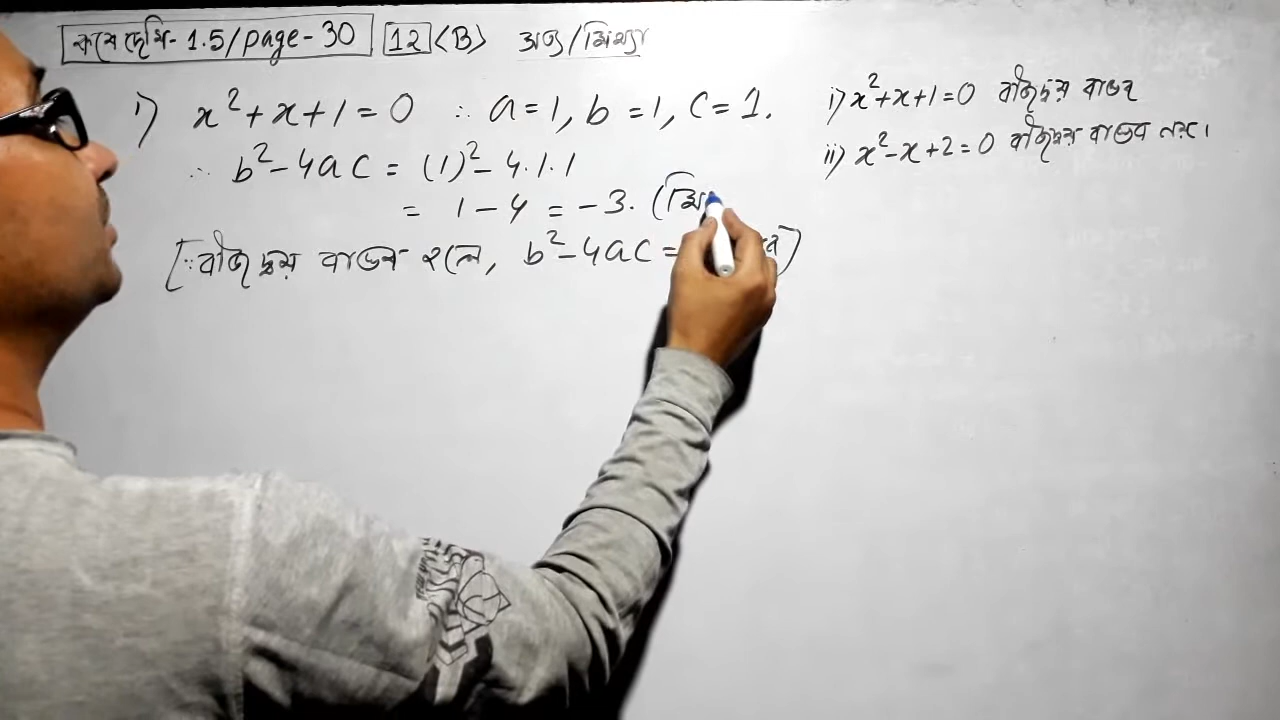 কষে দেখি- 1.5/page-30 12 <B> সত্য/মিথ্যা
i) x²+x+1=0 ∴ a=1, b=1, c=1.
∴ b²-4ac = (1)²-4.1.1
= 1-4 = -3. (মি
[∵ বীজদ্বয় বাস্তব হলে, b²-4ac =
i) x²+x+1=0 বীজদ্বয় বাস্তব
ii) x²-x+2=0 বীজদ্বয় বাস্তব নয়।